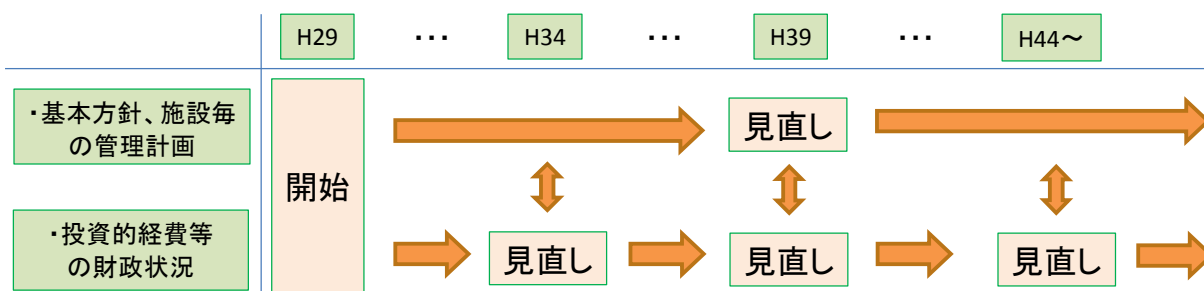 H29 ・・・ H34 ・・・ H39 ・・・ H44～
・基本方針、施設毎
の管理計画
見直し
開始
・投資的経費等
の財政状況
見直し 見直し 見直し